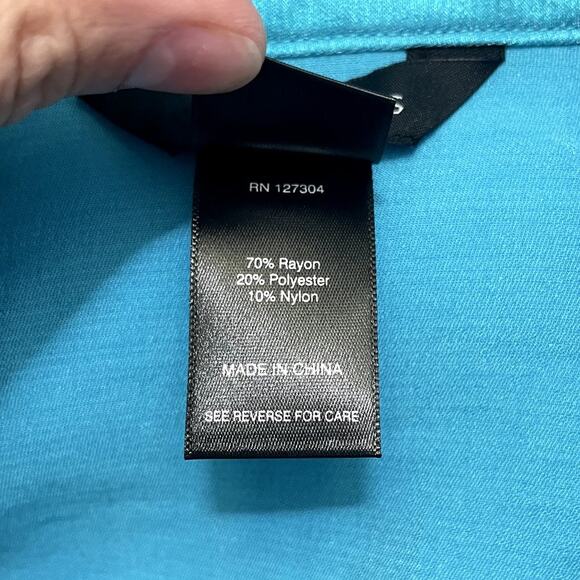 S
RN 127304
70% Rayon
20% Polyester
10% Nylon
MADE IN CHINA
SEE REVERSE FOR CARE